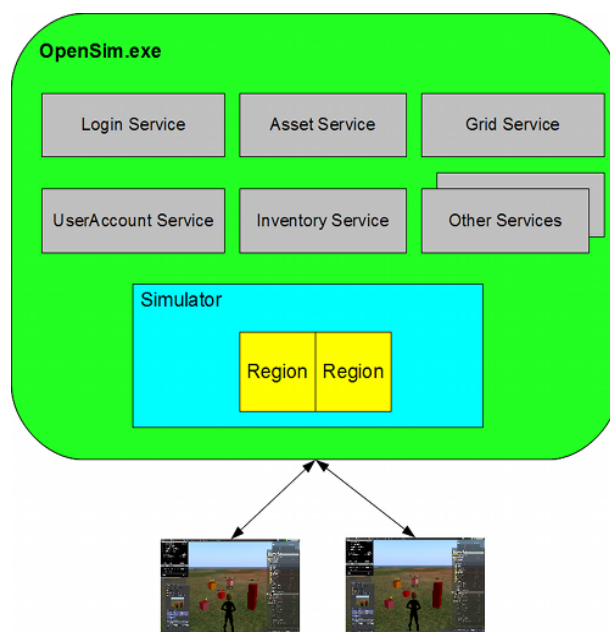 OpenSim.exe
Login Service
Asset Service
Grid Service
UserAccount Service
Inventory Service
Other Services
Simulator
Region
Region